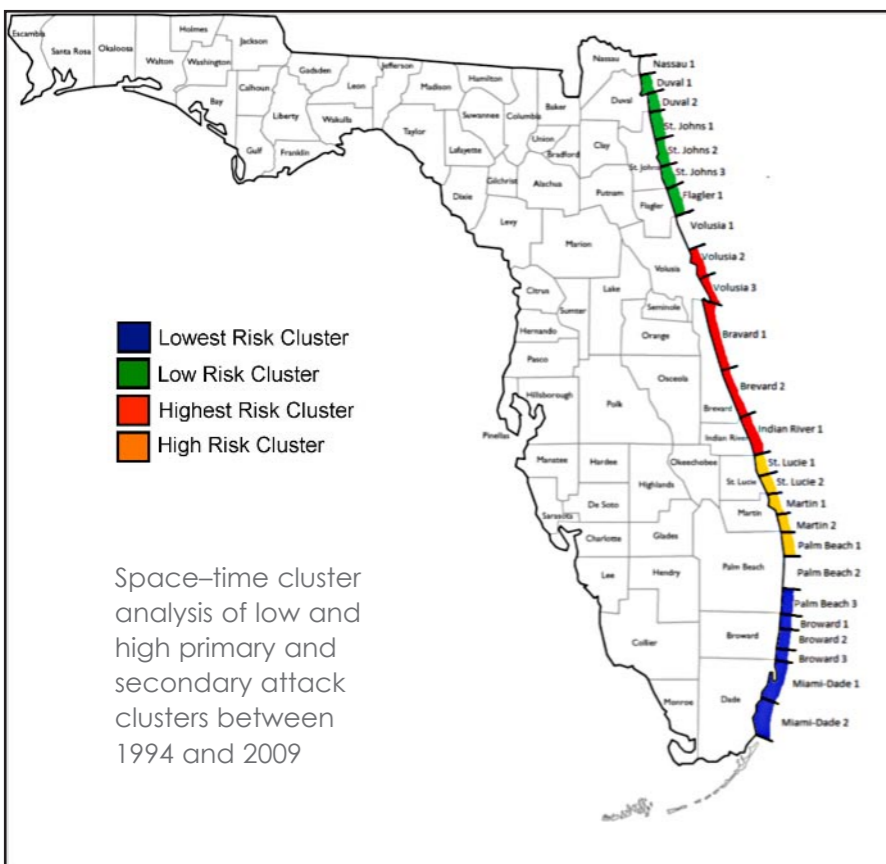 Escambia
Santa Rosa
Okaloosa
Walton
Holmes
Washington
Jackson
Bay
Calhoun
Gulf
Liberty
Gadsden
Franklin
Leon
Wakulla
Jefferson
Madison
Taylor
Hamilton
Suwannee
Lafayette
Dixie
Columbia
Gilchrist
Levy
Baker
Union
Bradford
Alachua
Nassau
Duval
Clay
St. Johns
Putnam
Flagler
Marion
Volusia
Citrus
Sumter
Lake
Seminole
Hernando
Orange
Pasco
Osceola
Hillsborough
Polk
Brevard
Pinellas
Indian River
Manatee
Hardee
Okeechobee
Highlands
St. Lucie
Sarasota
De Soto
Martin
Charlotte
Glades
Lee
Hendry
Palm Beach
Collier
Broward
Monroe
Dade
Nassau 1
Duval 1
Duval 2
St. Johns 1
St. Johns 2
St. Johns 3
Flagler 1
Volusia 1
Volusia 2
Volusia 3
Bravard 1
Brevard 2
Indian River 1
St. Lucie 1
St. Lucie 2
Martin 1
Martin 2
Palm Beach 1
Palm Beach 2
Palm Beach 3
Broward 1
Broward 2
Broward 3
Miami-Dade 1
Miami-Dade 2
Lowest Risk Cluster
Low Risk Cluster
Highest Risk Cluster
High Risk Cluster
Space–time cluster
analysis of low and
high primary and
secondary attack
clusters between
1994 and 2009